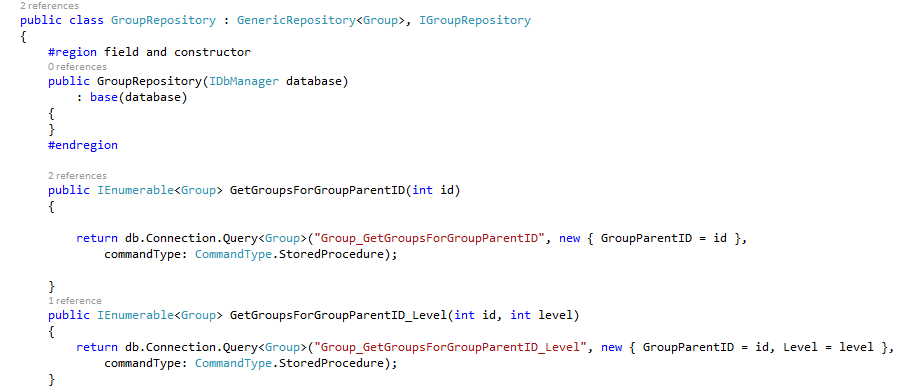 2 references
public class GroupRepository : GenericRepository<Group>, IGroupRepository
{
#region field and constructor
0 references
public GroupRepository(IDbManager database)
: base(database)
{
}
#endregion
2 references
public IEnumerable<Group> GetGroupsForGroupParentID(int id)
{
return db.Connection.Query<Group>("Group_GetGroupsForGroupParentID", new { GroupParentID = id },
commandType: CommandType.StoredProcedure);
}
1 reference
public IEnumerable<Group> GetGroupsForGroupParentID_Level(int id, int level)
{
return db.Connection.Query<Group>("Group_GetGroupsForGroupParentID_Level", new { GroupParentID = id, Level = level },
commandType: CommandType.StoredProcedure);
}